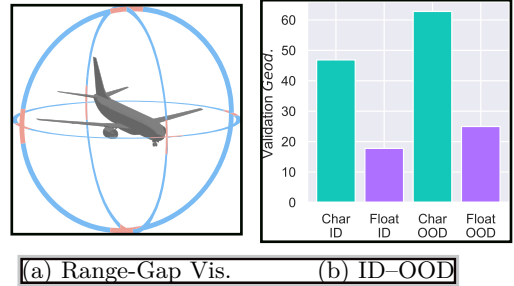 Validation Geod.
60
50
40
30
20
10
0
Char ID
Float ID
Char OOD
Float OOD
(a) Range-Gap Vis.
(b) ID–OOD